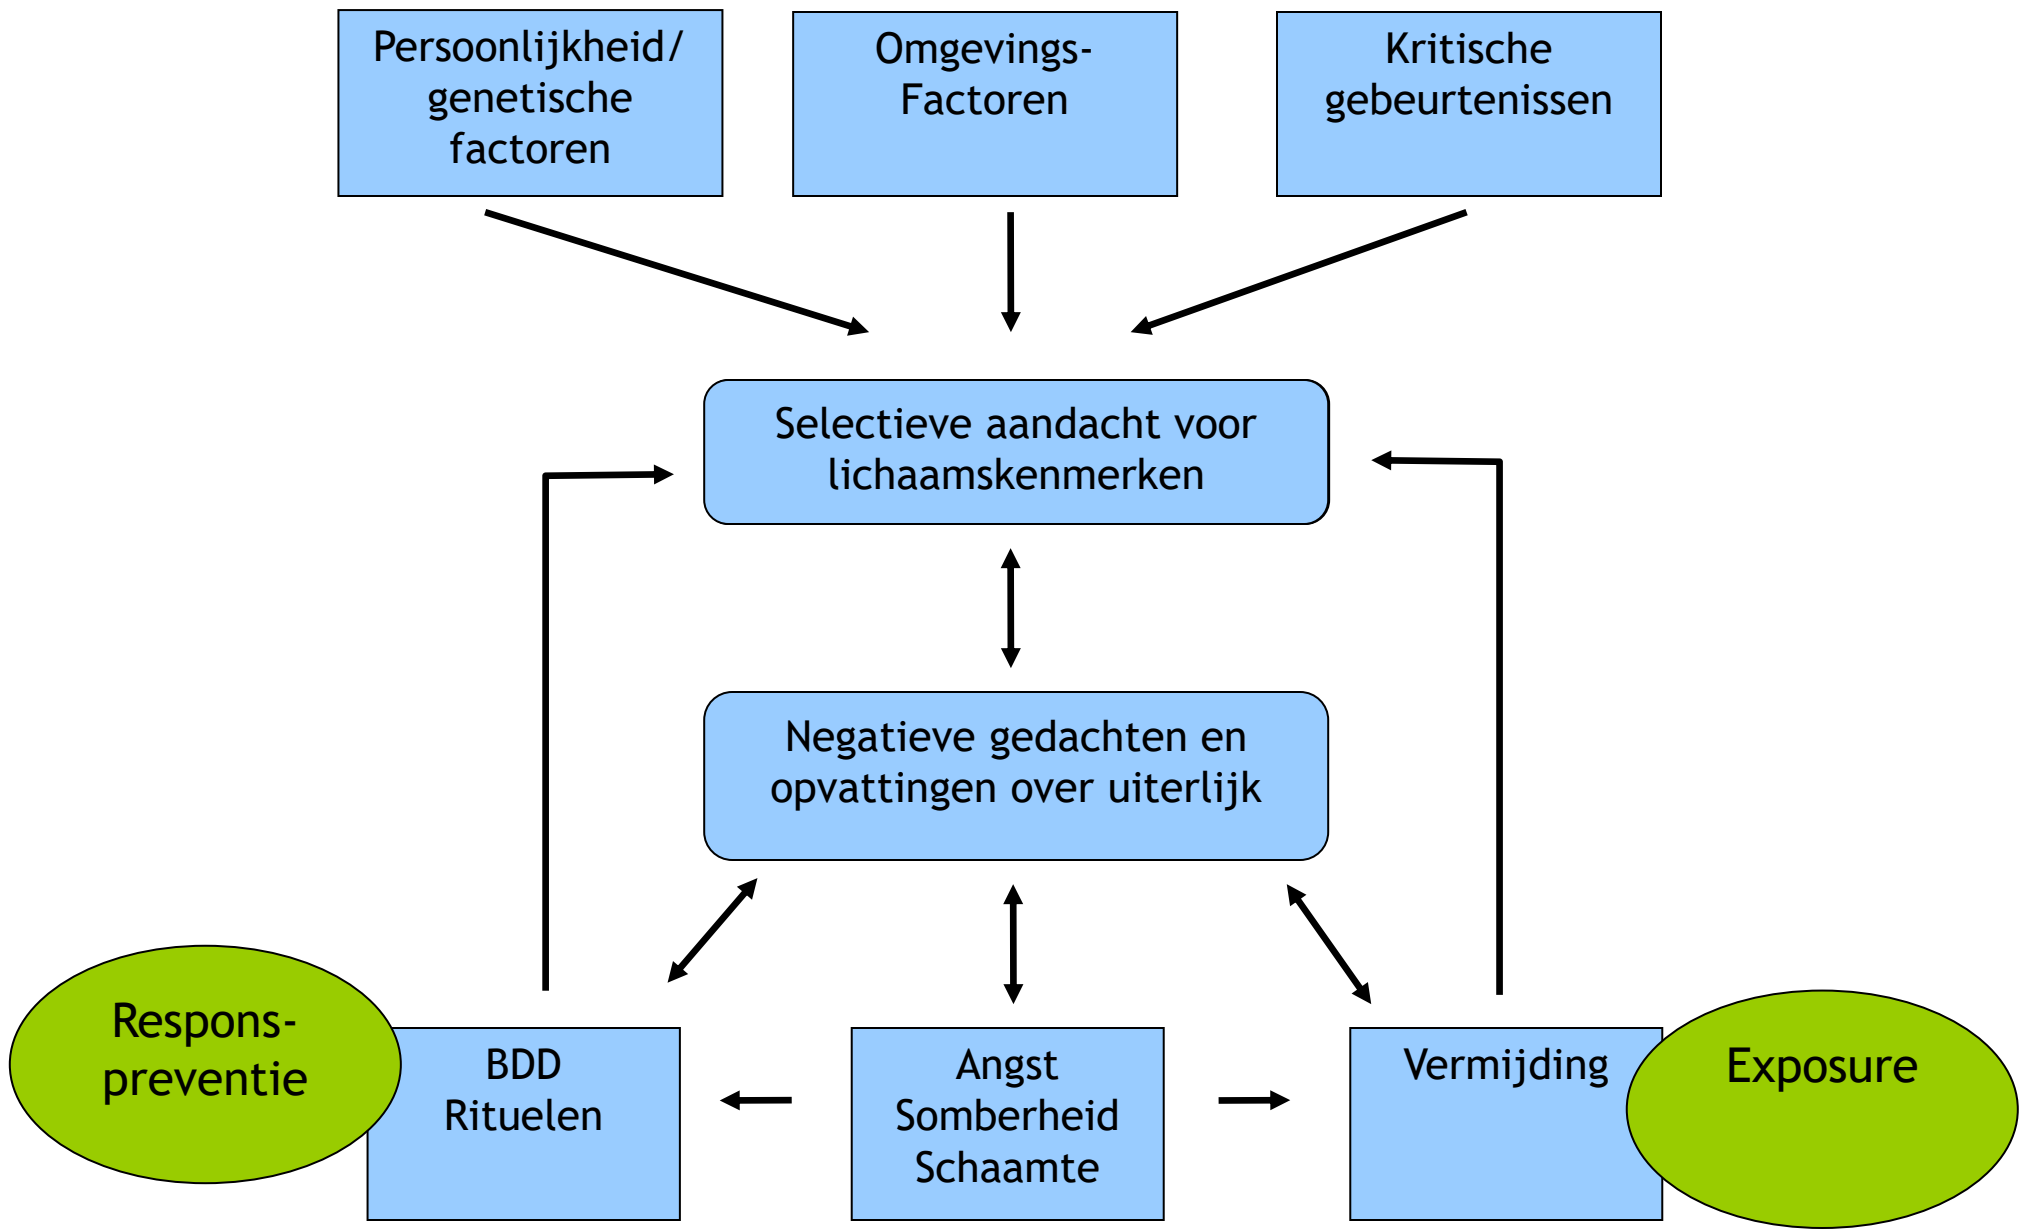 Persoonlijkheid/
genetische
factoren
Omgevings-
Factoren
Kritische
gebeurtenissen
Selectieve aandacht voor
lichaamskenmerken
Negatieve gedachten en
opvattingen over uiterlijk
Respons-
preventie
BDD
Rituelen
Angst
Somberheid
Schaamte
Vermijding
Exposure